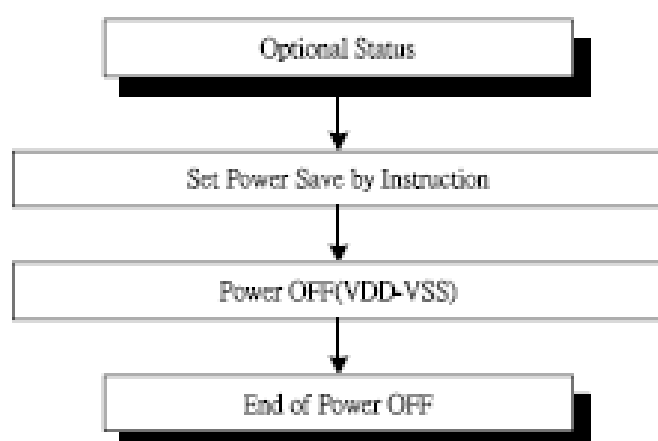 Optional Status
Set Power Save by Instruction
Power OFF(VDD-VSS)
End of Power OFF